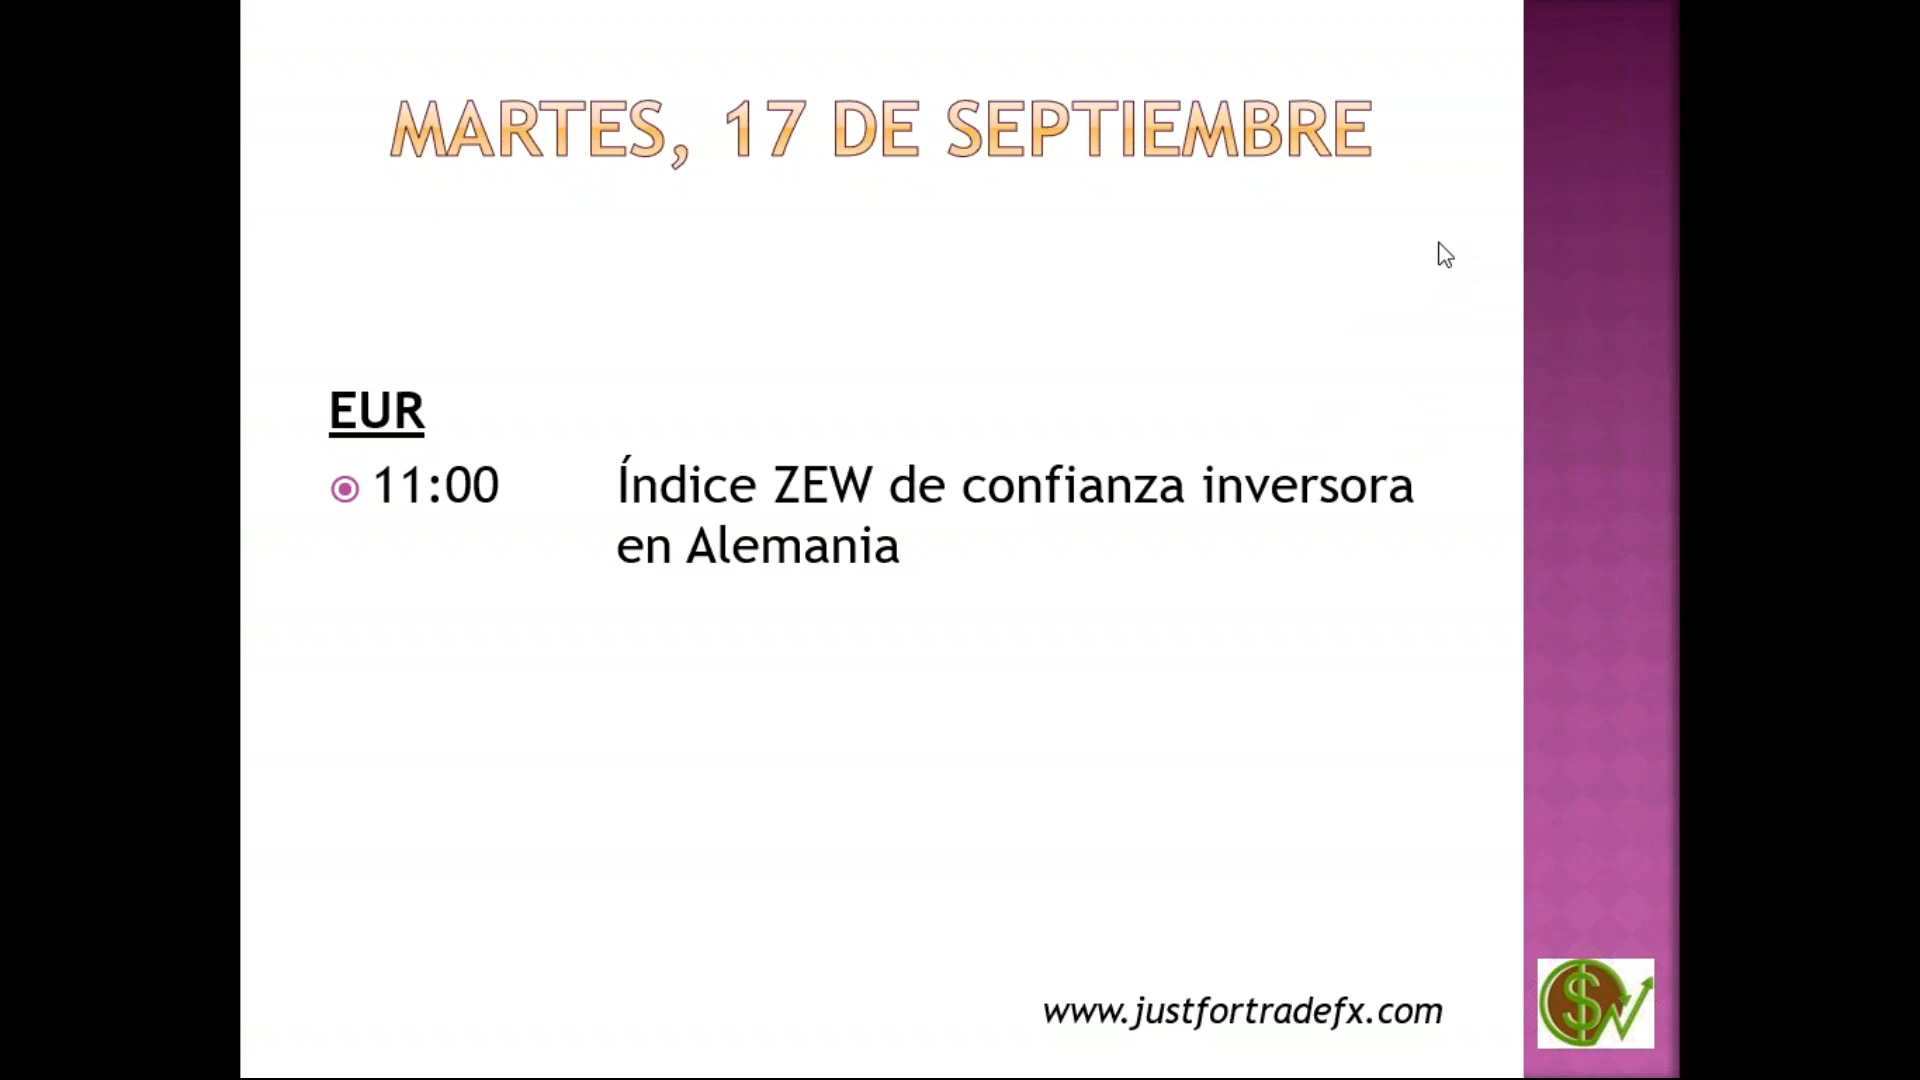 MARTES, 17 DE SEPTIEMBRE
EUR
11:00 Índice ZEW de confianza inversora
en Alemania
www.justfortradefx.com
$W